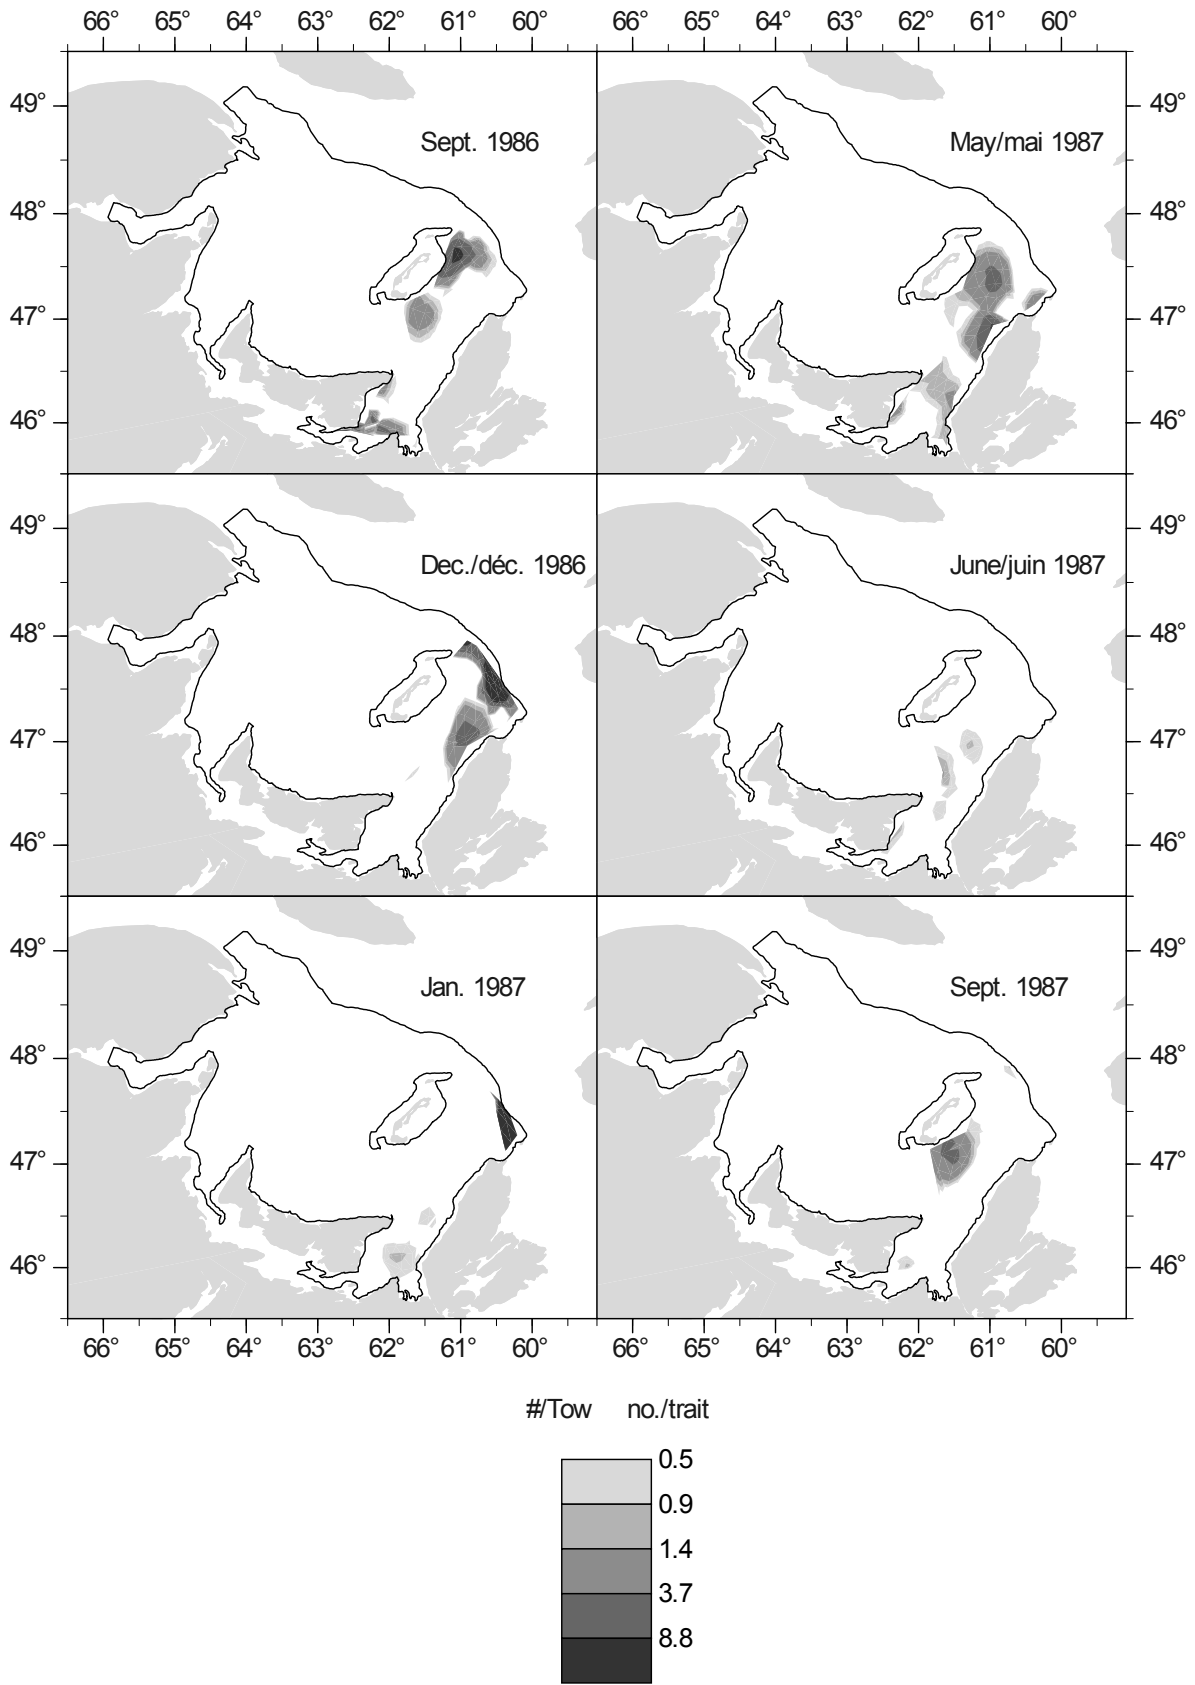 66° 65° 64° 63° 62° 61° 60° 66° 65° 64° 63° 62° 61° 60°
49° 49°
Sept. 1986 May/mai 1987
48° 48°
47° 47°
46° 46°
49° 49°
Dec./déc. 1986 June/juin 1987
48° 48°
47° 47°
46° 46°
49° 49°
Jan. 1987 Sept. 1987
48° 48°
47° 47°
46° 46°
66° 65° 64° 63° 62° 61° 60° 66° 65° 64° 63° 62° 61° 60°
#/Tow no./trait
0.5
0.9
1.4
3.7
8.8